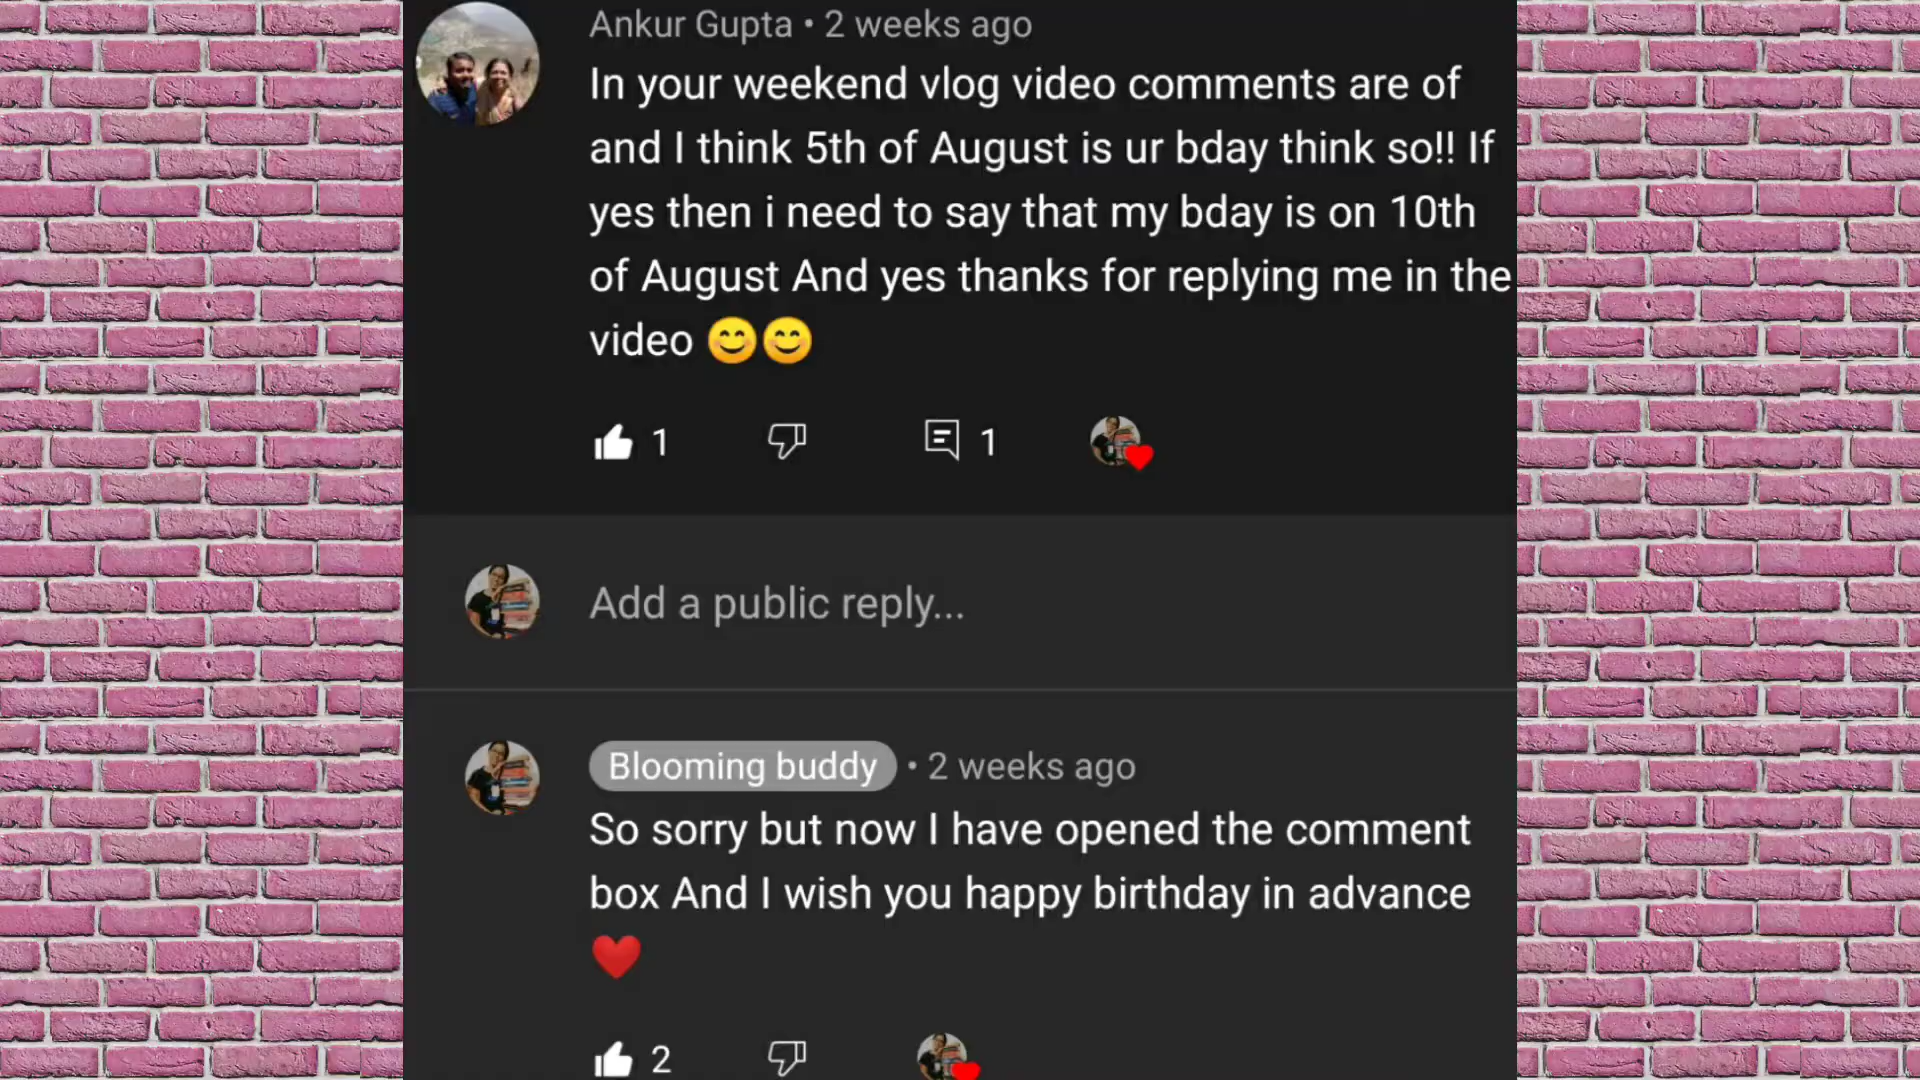 Ankur Gupta • 2 weeks ago
In your weekend vlog video comments are of
and I think 5th of August is ur bday think so!! If
yes then i need to say that my bday is on 10th
of August And yes thanks for replying me in the
video 😊😊
1 1
Add a public reply...
Blooming buddy • 2 weeks ago
So sorry but now I have opened the comment
box And I wish you happy birthday in advance
❤️
2